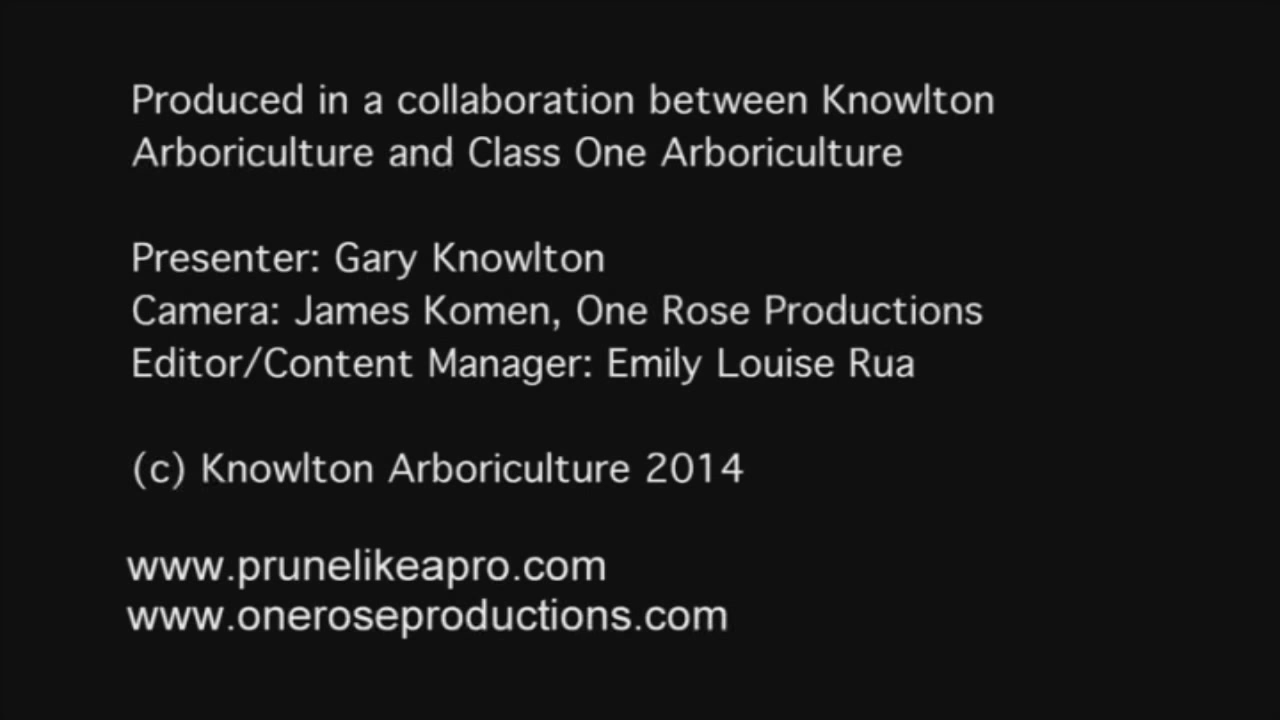 Produced in a collaboration between Knowlton
Arboriculture and Class One Arboriculture
Presenter: Gary Knowlton
Camera: James Komen, One Rose Productions
Editor/Content Manager: Emily Louise Rua
(c) Knowlton Arboriculture 2014
www.prunelikeapro.com
www.oneroseproductions.com